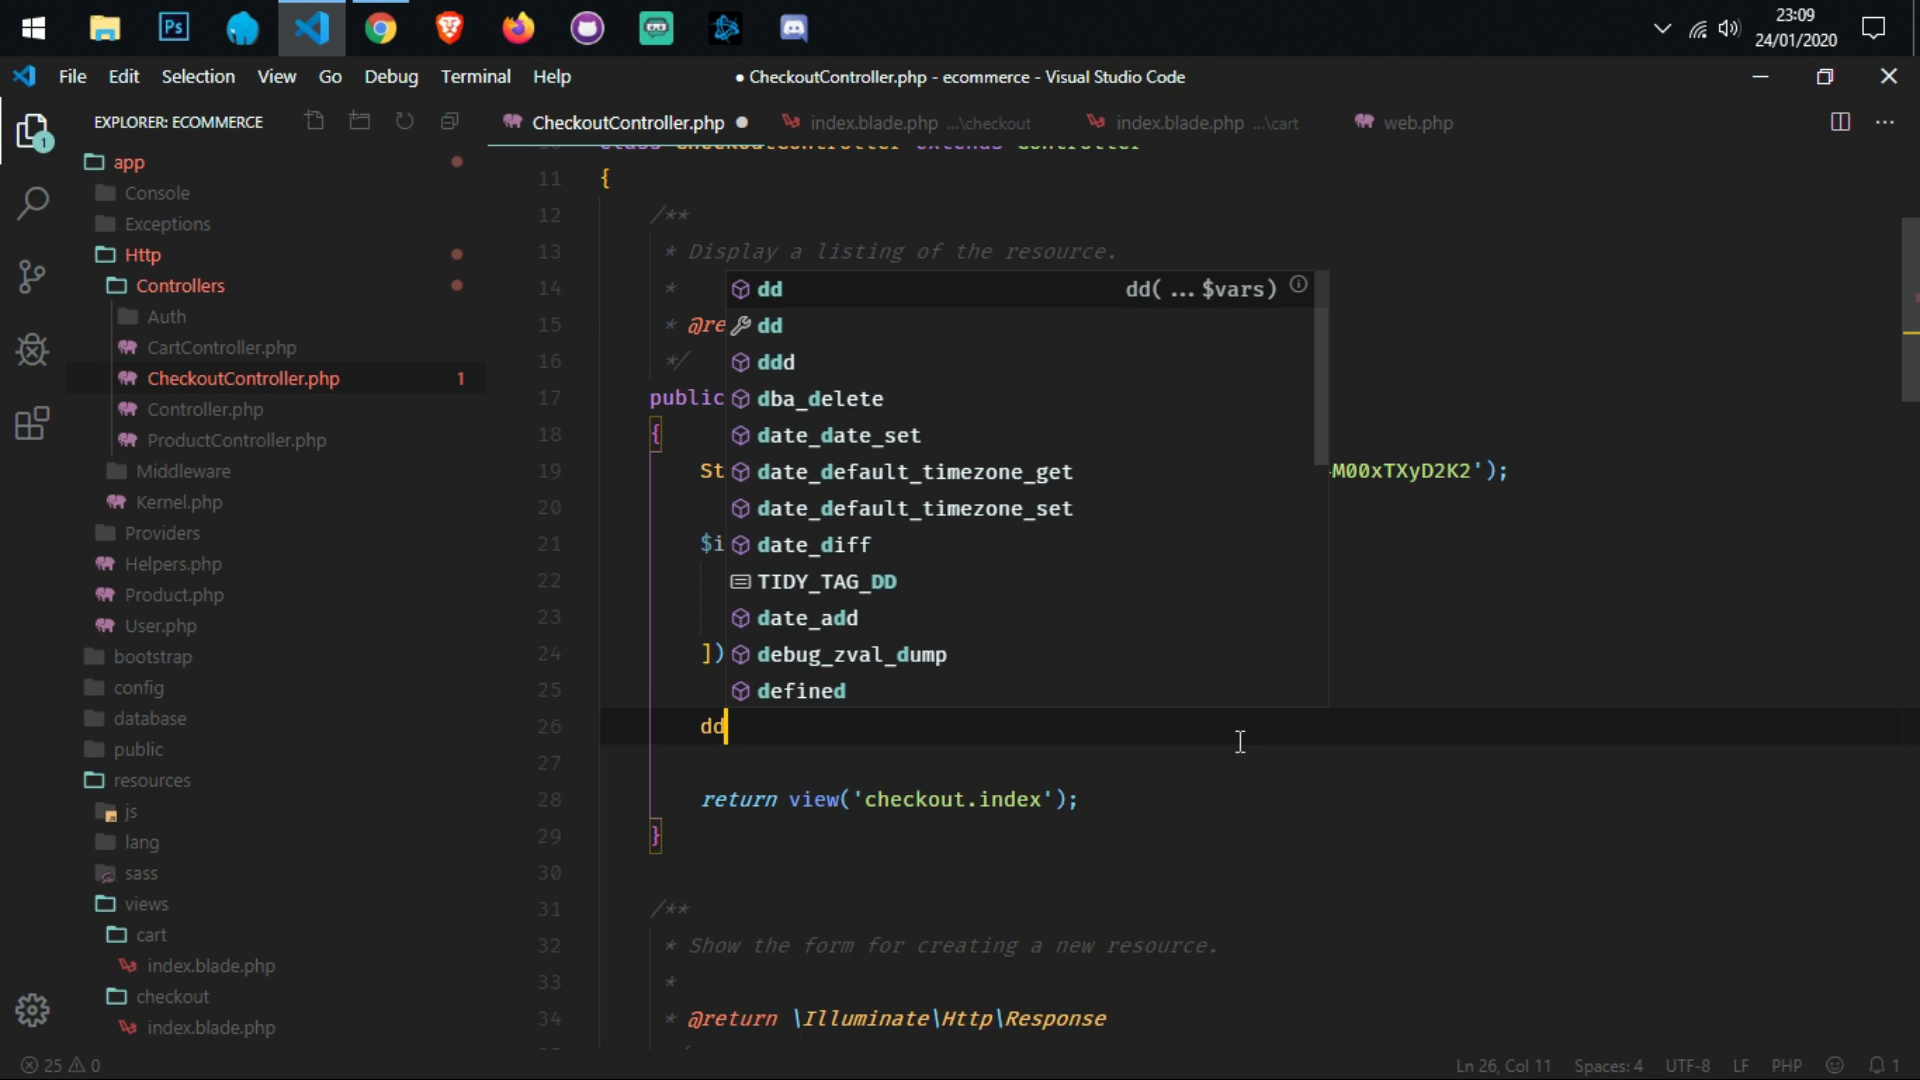 Ps
23:09
24/01/2020
File Edit Selection View Go Debug Terminal Help
● CheckoutController.php - ecommerce - Visual Studio Code
EXPLORER: ECOMMERCE
CheckoutController.php ● index.blade.php ...\checkout index.blade.php ...\cart web.php
1
app
Console
Exceptions
Http
Controllers
Auth
CartController.php
CheckoutController.php 1
Controller.php
ProductController.php
Middleware
Kernel.php
Providers
Helpers.php
Product.php
User.php
bootstrap
config
database
public
resources
js
lang
sass
views
cart
index.blade.php
checkout
index.blade.php
class CheckoutController extends Controller
11 {
12 /**
13 * Display a listing of the resource.
14 *
15 * @re
16 */
17 public
18 {
19 St M00xTXyD2K2');
20
21 $i
22
23
24 ])
25
26 dd
27
28 return view('checkout.index');
29 }
30
31 /**
32 * Show the form for creating a new resource.
33 *
34 * @return \Illuminate\Http\Response
dd dd( ...$vars)
dd
ddd
dba_delete
date_date_set
date_default_timezone_get
date_default_timezone_set
date_diff
TIDY_TAG_DD
date_add
debug_zval_dump
defined
25 0
Ln 26, Col 11 Spaces: 4 UTF-8 LF PHP 1